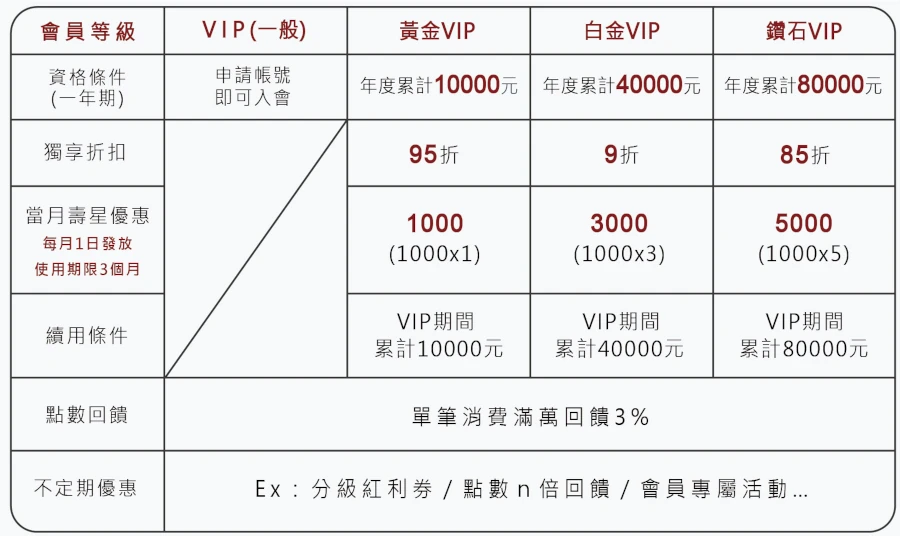 會員等級 VIP(一般) 黃金VIP 白金VIP 鑽石VIP
資格條件
(一年期)
申請帳號
即可入會
年度累計10000元 年度累計40000元 年度累計80000元
獨享折扣 95折 9折 85折
當月壽星優惠
每月1日發放
使用期限3個月
1000
(1000x1)
3000
(1000x3)
5000
(1000x5)
續用條件
VIP期間
累計10000元
VIP期間
累計40000元
VIP期間
累計80000元
點數回饋 單筆消費滿萬回饋3%
不定期優惠 Ex：分級紅利券/點數n倍回饋/會員專屬活動...